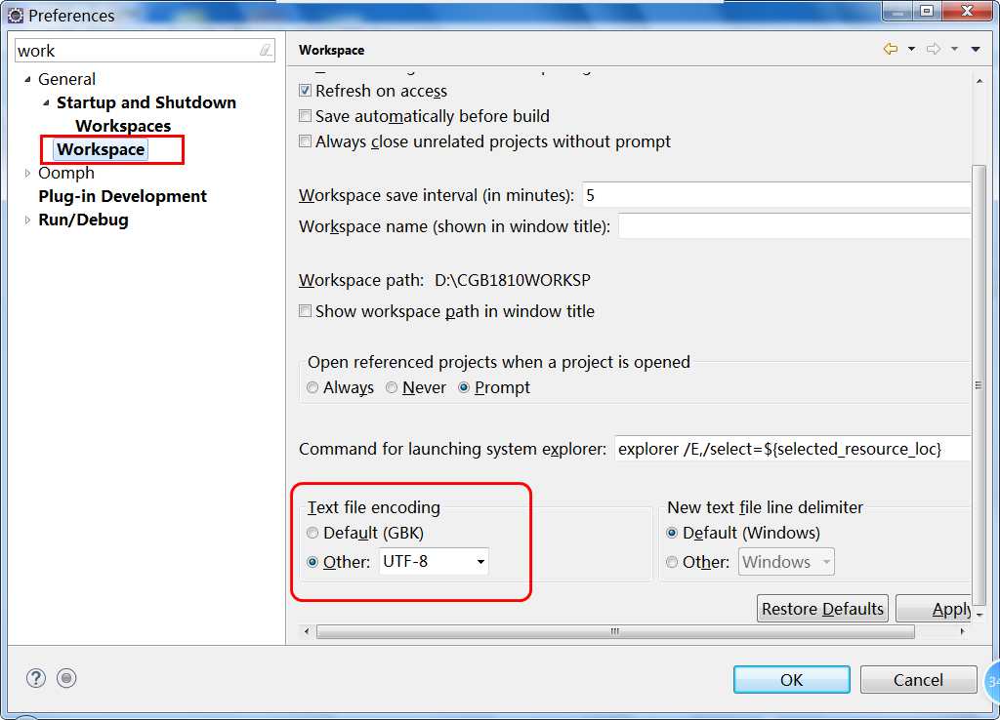 Preferences
work
Workspace
General
Startup and Shutdown
Workspaces
Workspace
Oomph
Plug-in Development
Run/Debug
Refresh on access
Save automatically before build
Always close unrelated projects without prompt
Workspace save interval (in minutes): 5
Workspace name (shown in window title):
Workspace path: D:\CGB1810WORKSP
Show workspace path in window title
Open referenced projects when a project is opened
Always Never Prompt
Command for launching system explorer: explorer /E,/select=${selected_resource_loc}
Text file encoding
Default (GBK)
Other: UTF-8
New text file line delimiter
Default (Windows)
Other: Windows
Restore Defaults Apply
OK Cancel
34